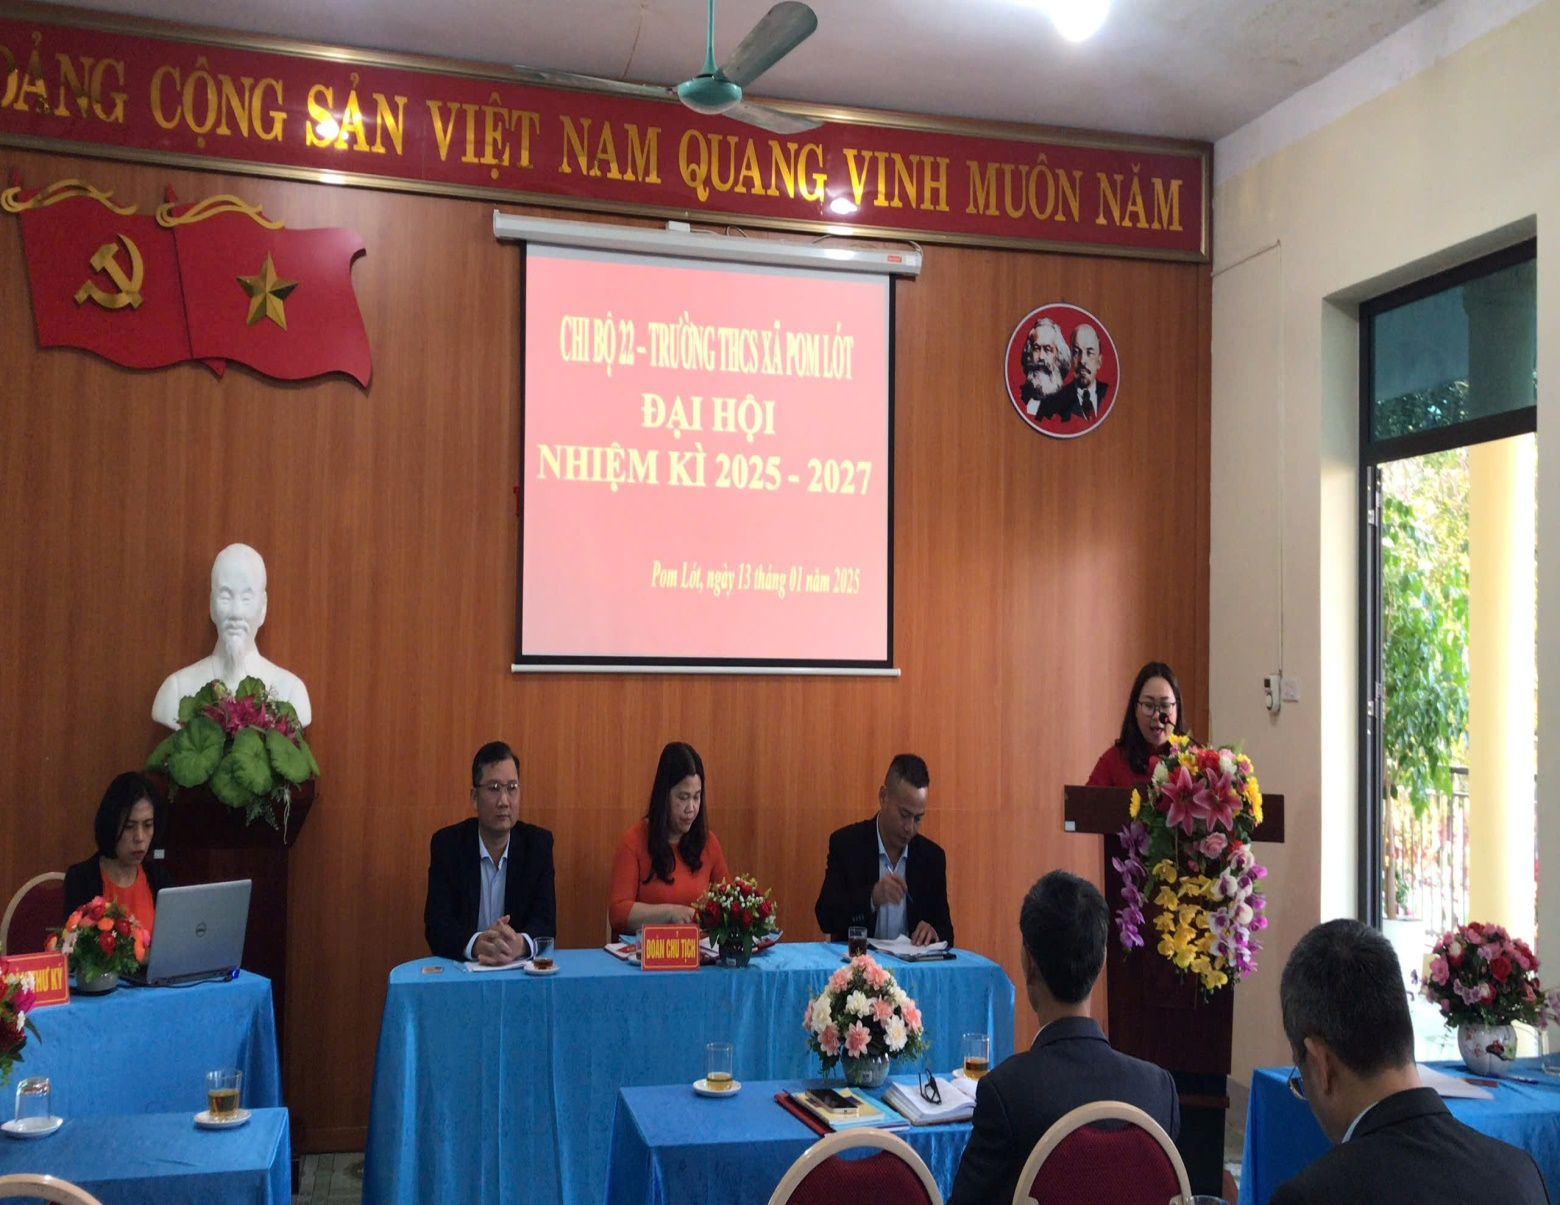 ĐẢNG CỘNG SẢN VIỆT NAM QUANG VINH MUÔN NĂM
CHI BỘ 22 – TRƯỜNG THCS XÃ POM LÓT
ĐẠI HỘI
NHIỆM KÌ 2025 - 2027
Pom Lót, ngày 13 tháng 01 năm 2025
ĐOÀN CHỦ TỊCH
THƯ KÝ
DELL